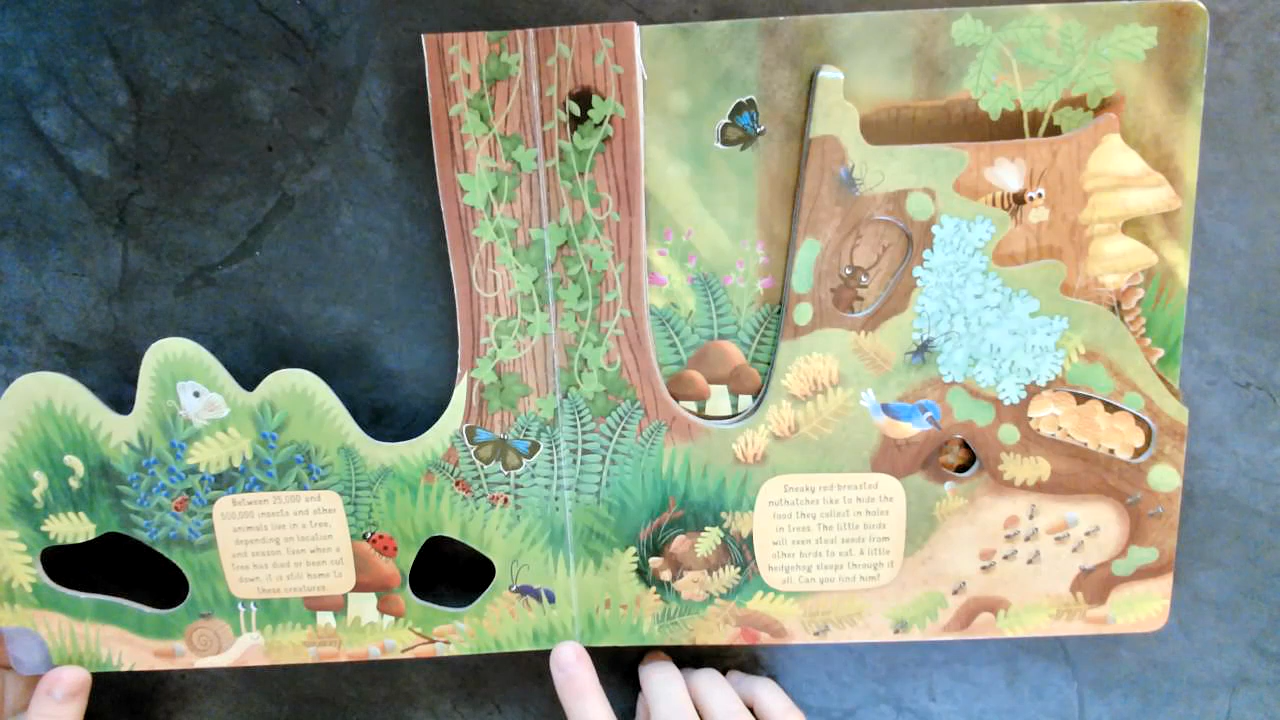 Between 25,000 and
500,000 insects and other
animals live in a tree,
depending on location
and season. Even when a
tree has died or been cut
down, it is still home to
these creatures.
Sneaky red-breasted
nuthatches like to hide the
food they collect in holes
in trees. The little birds
will even steal seeds from
other birds to eat. A little
hedgehog sleeps through it
all. Can you find him?